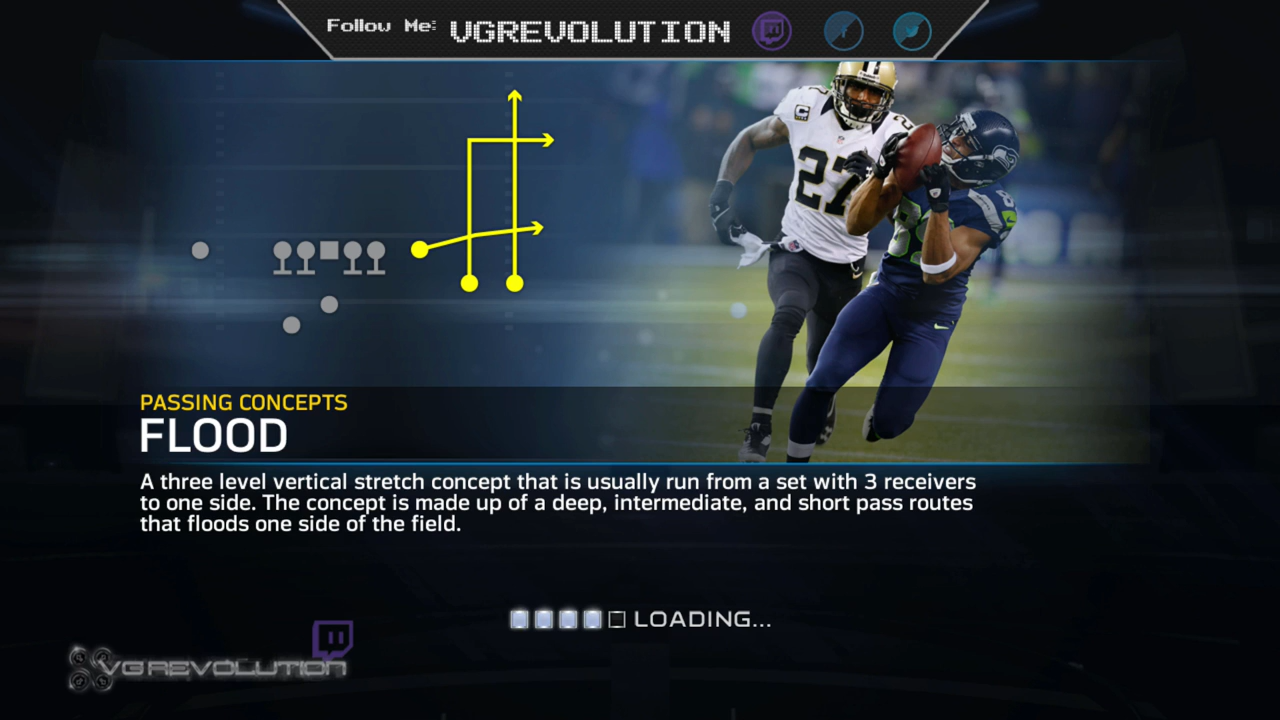 Follow Me:
VGREVOLUTION
C
27
PASSING CONCEPTS
FLOOD
A three level vertical stretch concept that is usually run from a set with 3 receivers
to one side. The concept is made up of a deep, intermediate, and short pass routes
that floods one side of the field.
LOADING...
VGREVOLUTION